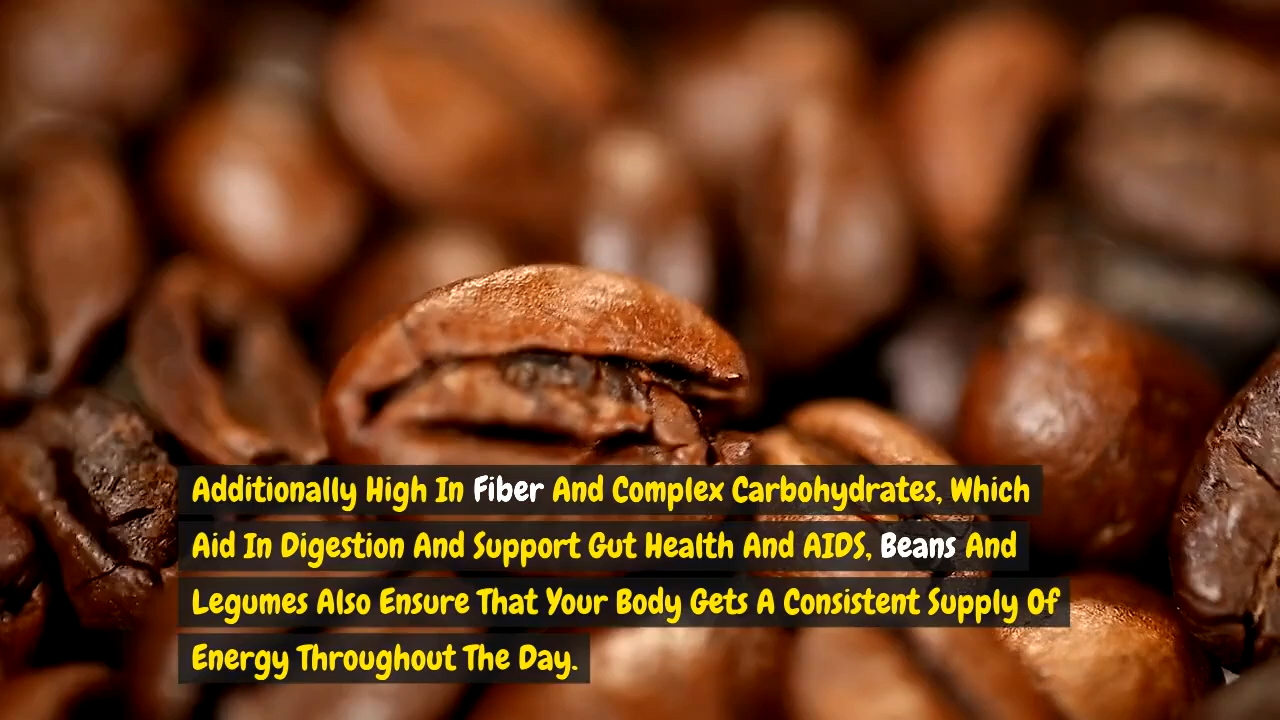 Additionally High In Fiber And Complex Carbohydrates, Which
Aid In Digestion And Support Gut Health And AIDS, Beans And
Legumes Also Ensure That Your Body Gets A Consistent Supply Of
Energy Throughout The Day.